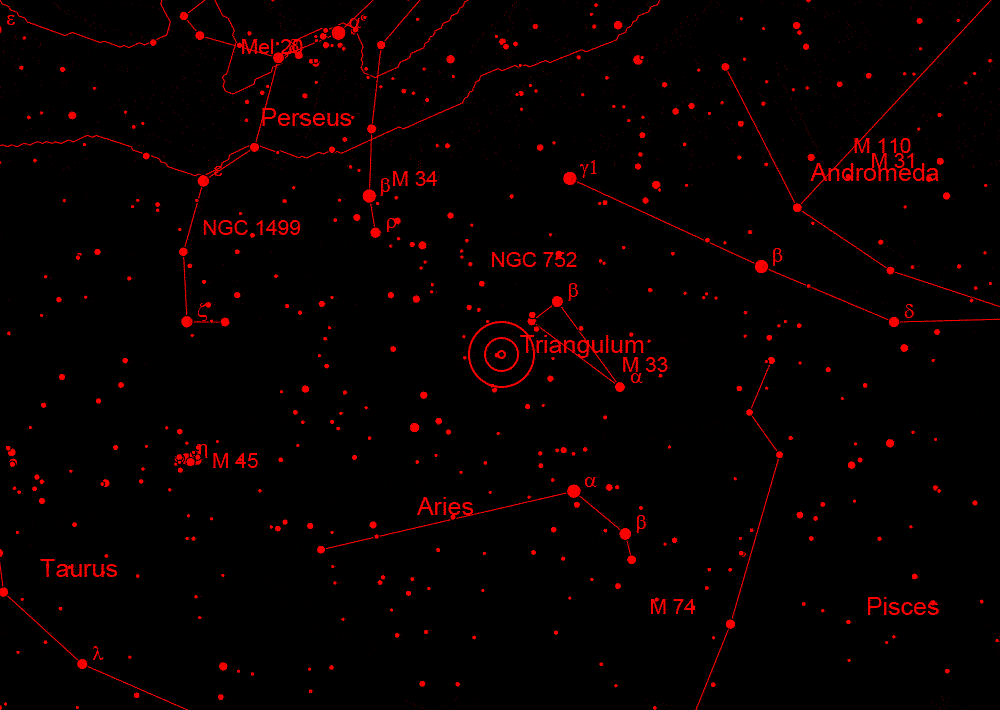 ε
α
Mel 20
Perseus
M 110
M 31
Andromeda
γ1
ε
β M 34
ρ
NGC 1499
NGC 752
β
β
ζ
δ
Triangulum
M 33
α
η
M 45
α
Aries
β
Taurus
M 74
Pisces
λ